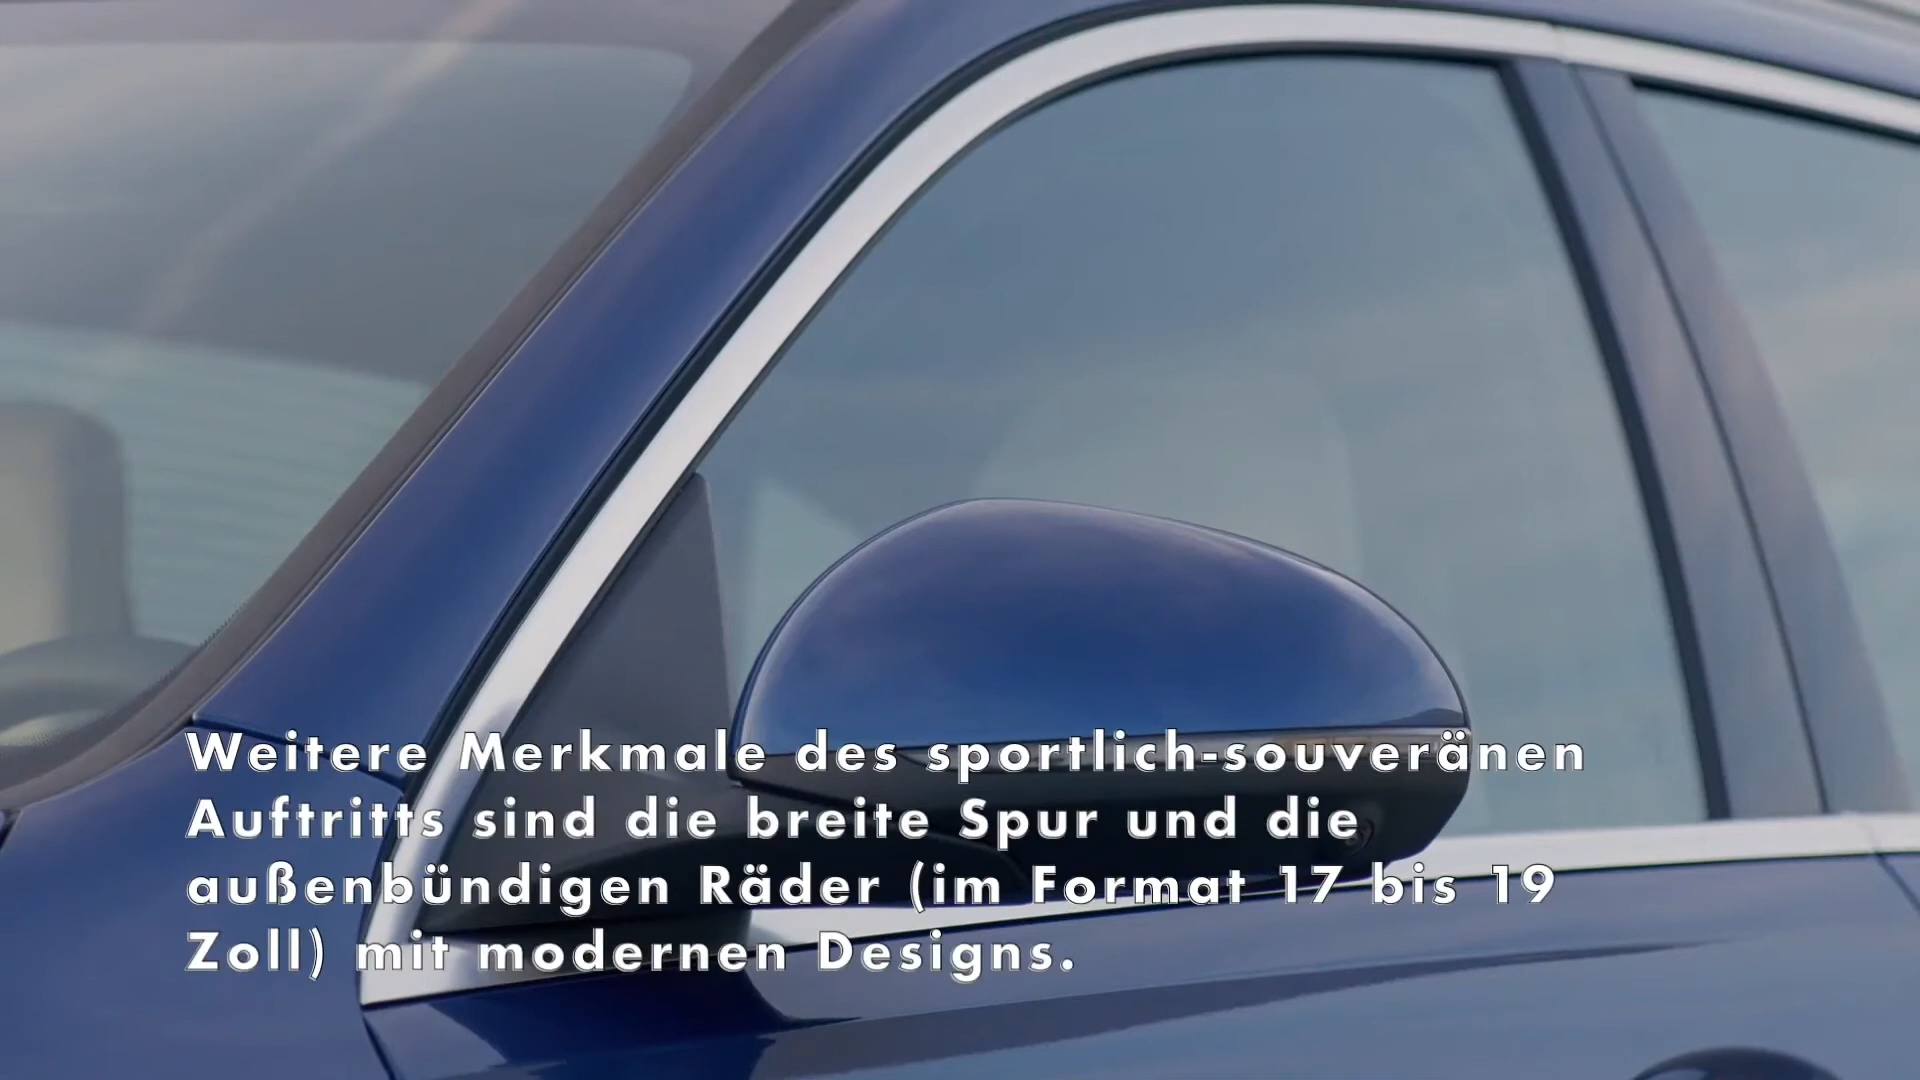 Weitere Merkmale des sportlich-souveränen
Auftritts sind die breite Spur und die
außenbündigen Räder (im Format 17 bis 19
Zoll) mit modernen Designs.